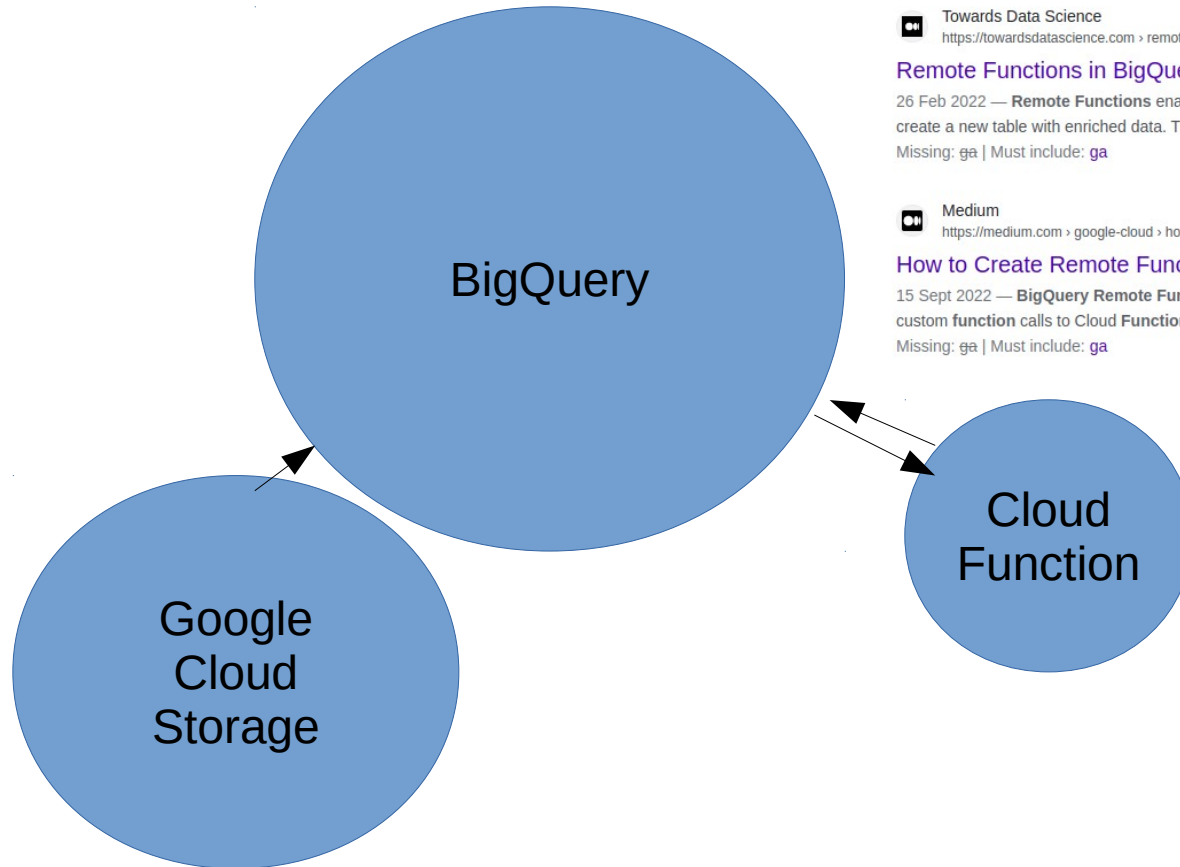 Towards Data Science
https://towardsdatascience.com › remot
Remote Functions in BigQue
26 Feb 2022 — Remote Functions ena
create a new table with enriched data. T
Missing: ga | Must include: ga
Medium
https://medium.com › google-cloud › ho
How to Create Remote Func
15 Sept 2022 — BigQuery Remote Fun
custom function calls to Cloud Function
Missing: ga | Must include: ga
BigQuery
Cloud
Function
Google
Cloud
Storage